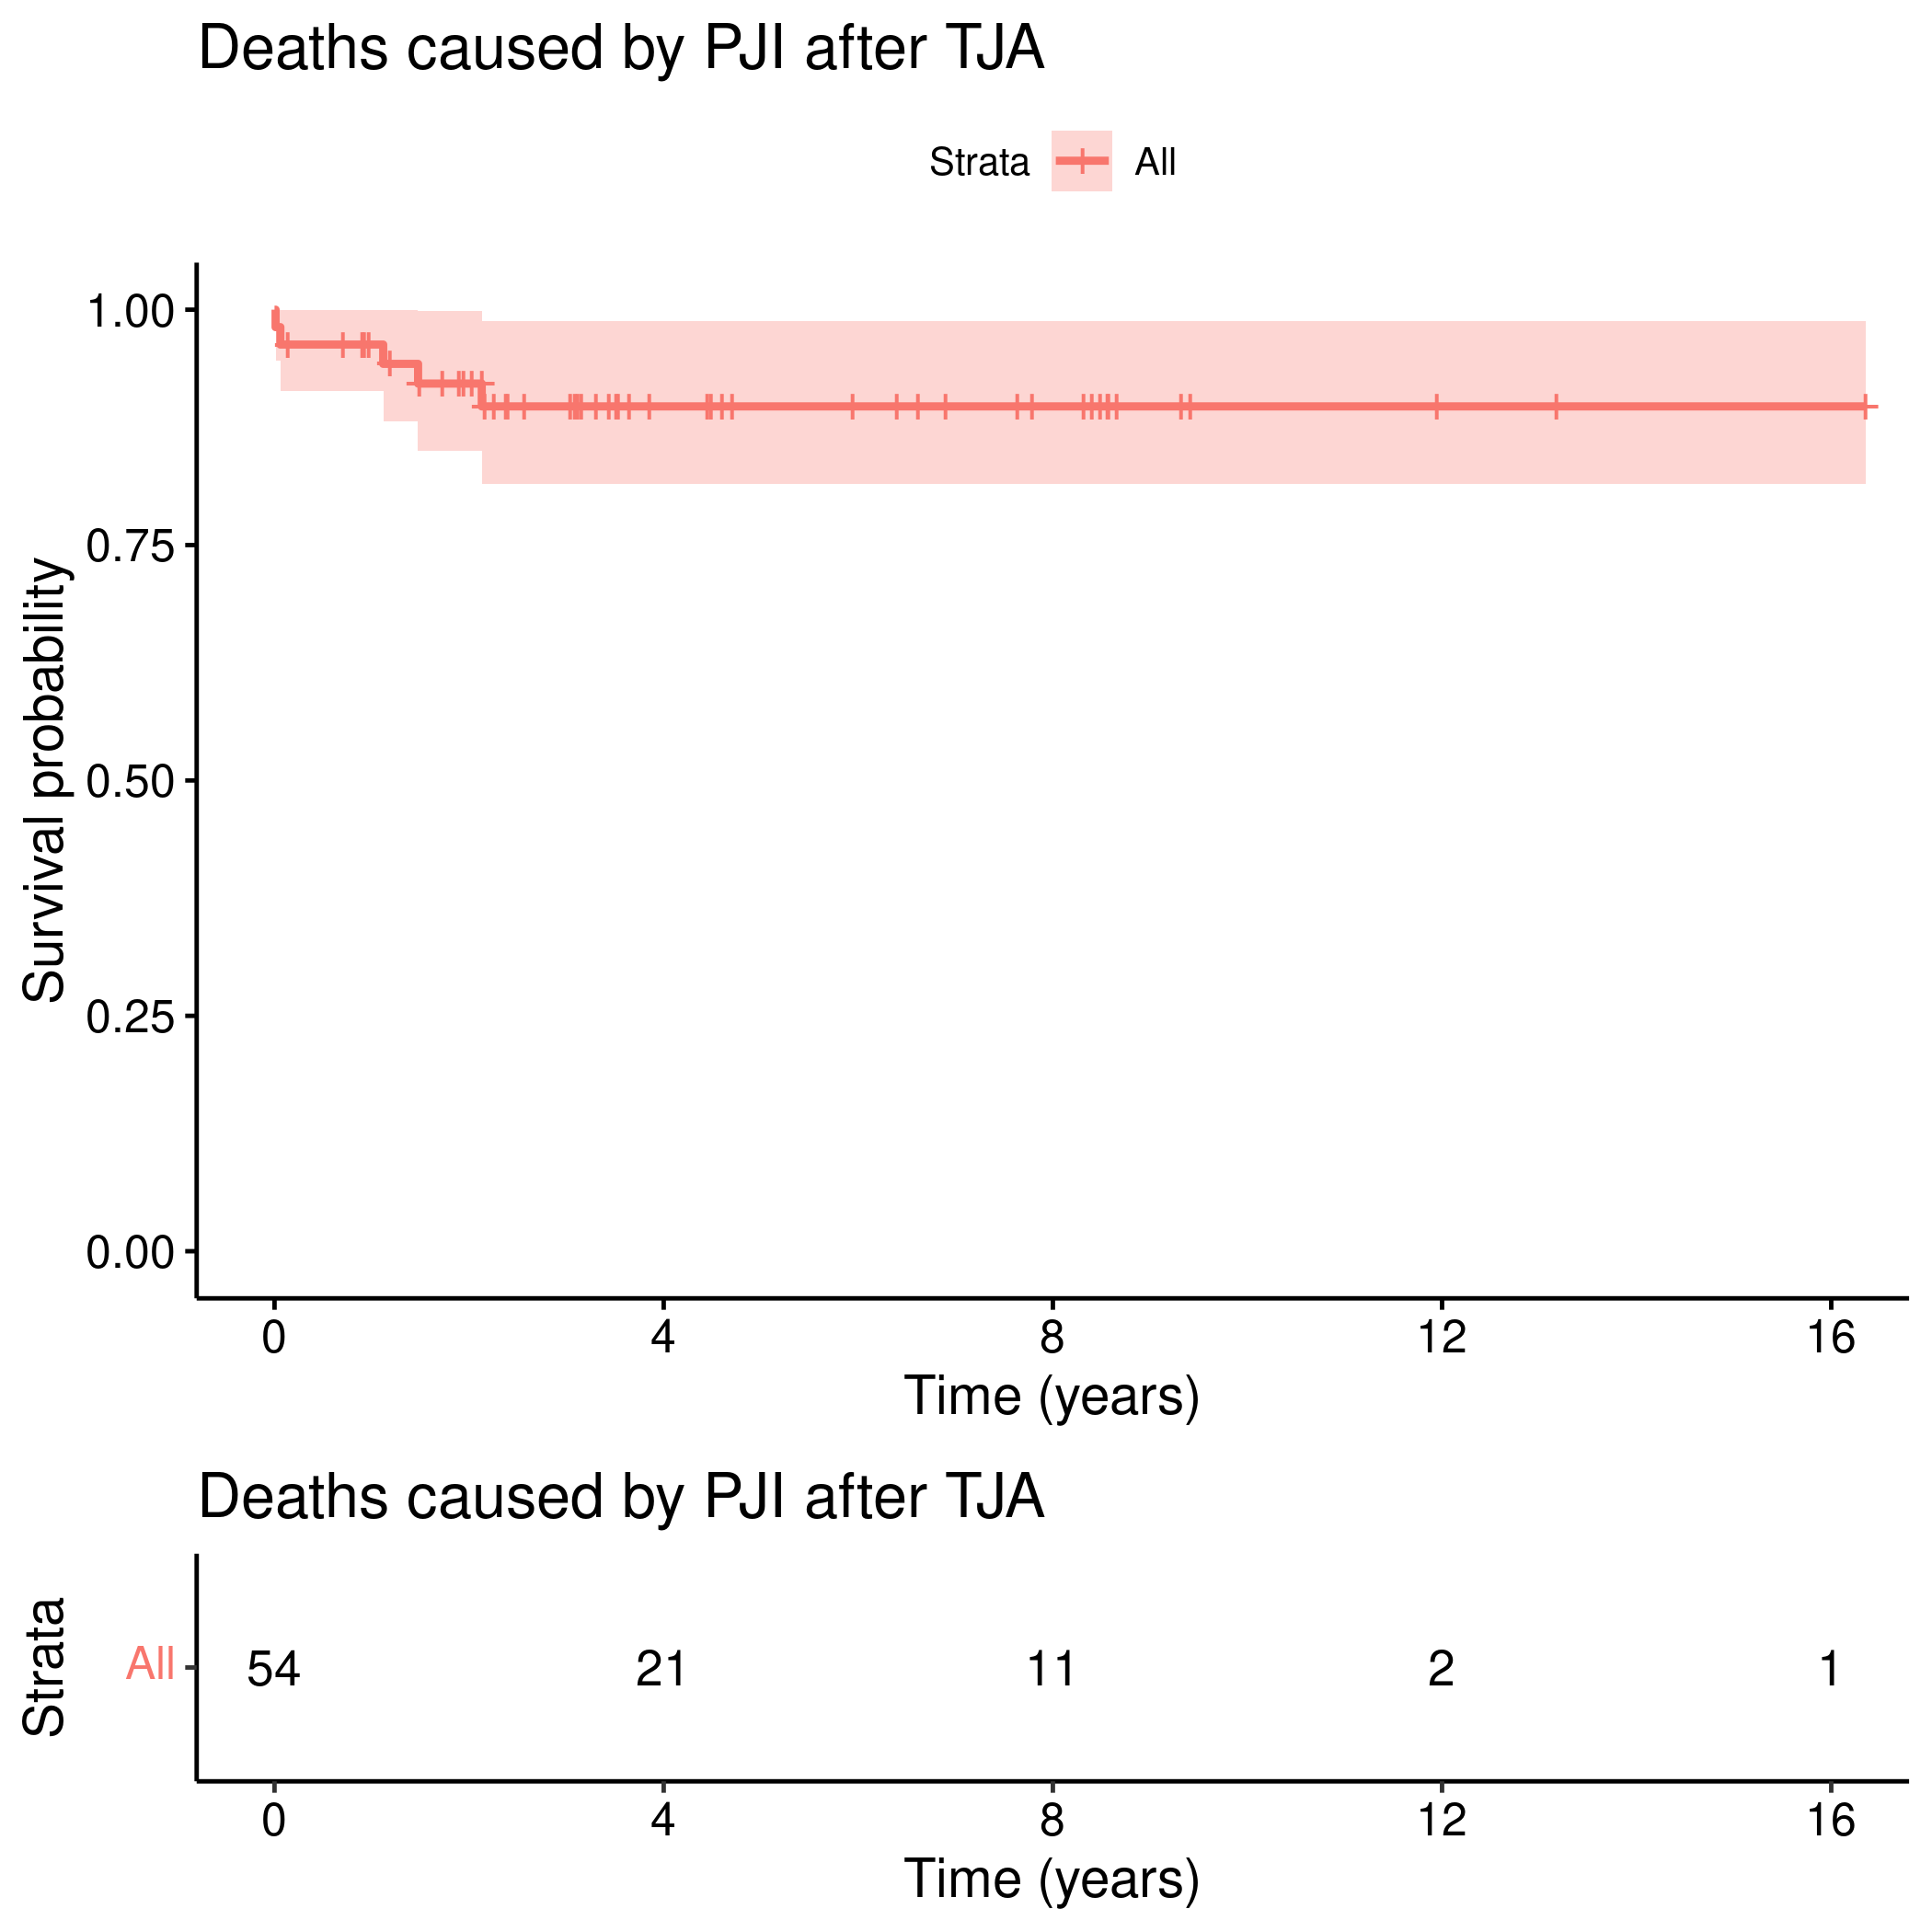 Deaths caused by PJI after TJA
Strata All
1.00
0.75
0.50
0.25
0.00
Survival probability
0 4 8 12 16
Time (years)
Deaths caused by PJI after TJA
Strata
All 54 21 11 2 1
0 4 8 12 16
Time (years)